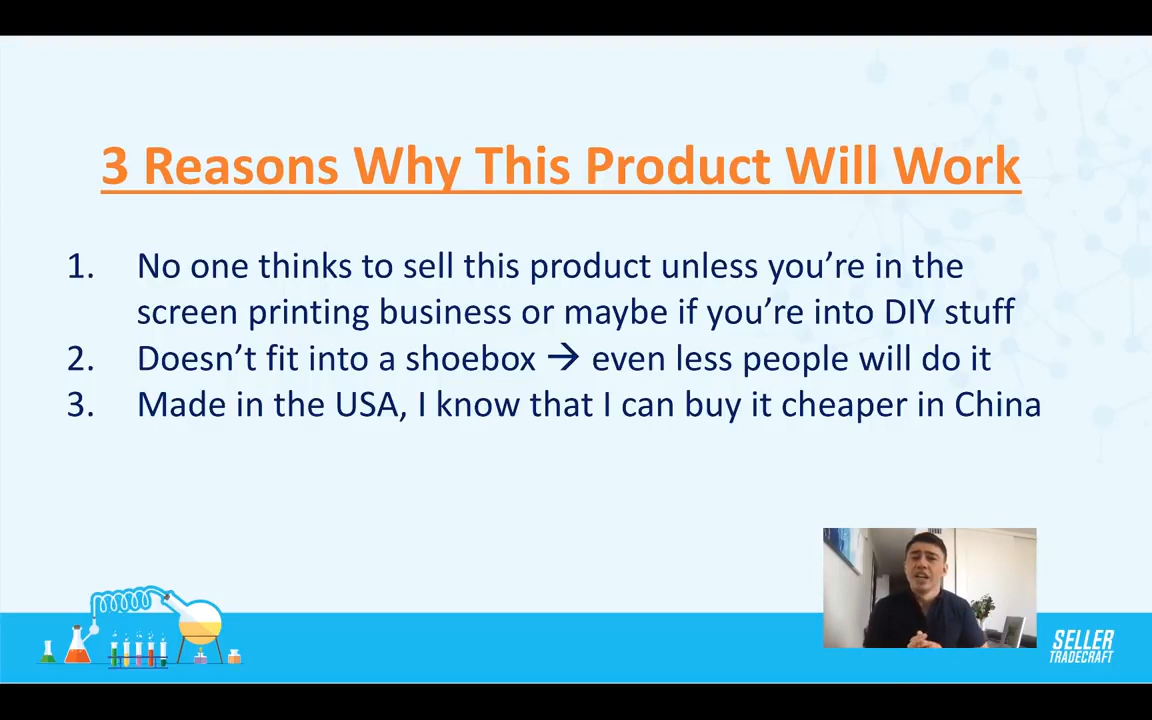 3 Reasons Why This Product Will Work
1. No one thinks to sell this product unless you’re in the
screen printing business or maybe if you’re into DIY stuff
2. Doesn’t fit into a shoebox → even less people will do it
3. Made in the USA, I know that I can buy it cheaper in China
SELLER
TRADECRAFT